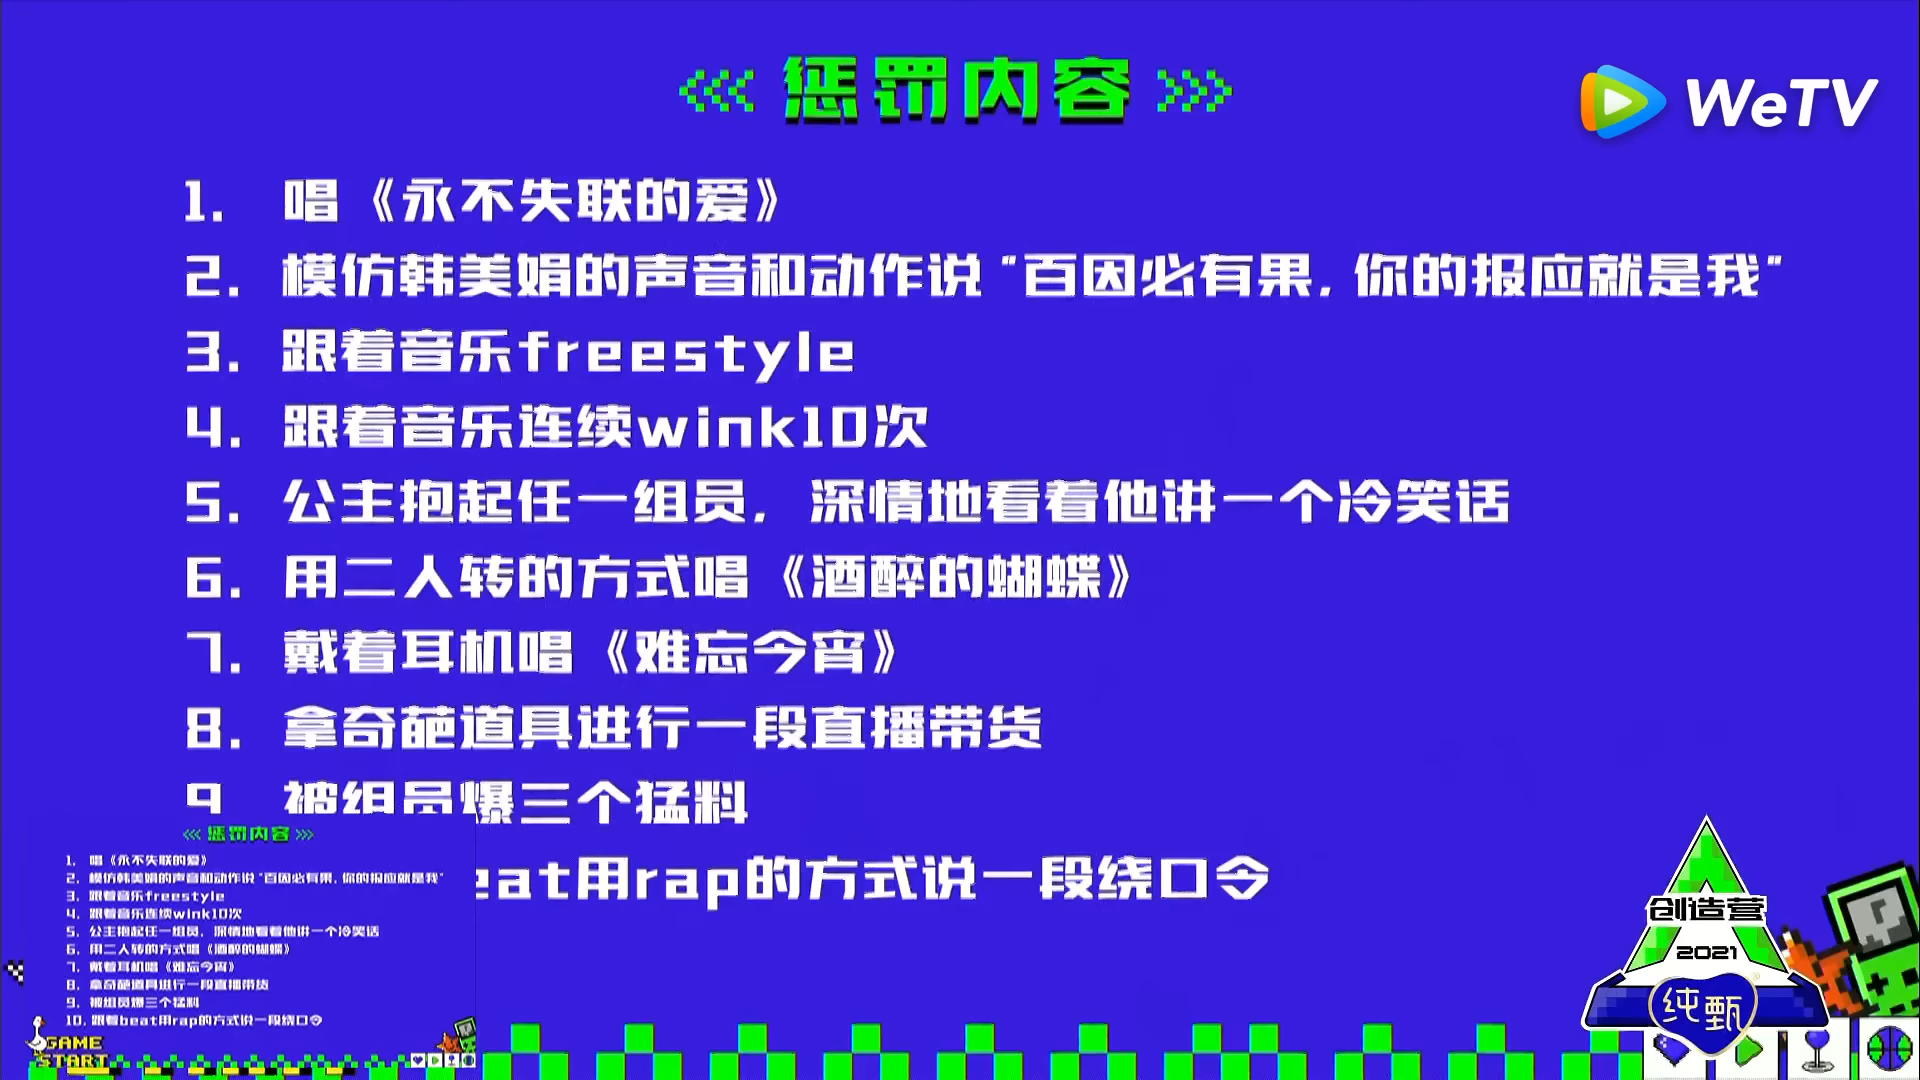 <<< 惩罚内容 >>>
WeTV
1. 唱《永不失联的爱》
2. 模仿韩美娟的声音和动作说"百因必有果,你的报应就是我"
3. 跟着音乐freestyle
4. 跟着音乐连续wink10次
5. 公主抱起任一组员，深情地看着他讲一个冷笑话
6. 用二人转的方式唱《酒醉的蝴蝶》
7. 戴着耳机唱《难忘今宵》
8. 拿奇葩道具进行一段直播带货
9 被组员爆三个猛料
eat用rap的方式说一段绕口令
<<< 惩罚内容 >>>
1. 唱《永不失联的爱》
2. 模仿韩美娟的声音和动作说"百因必有果,你的报应就是我"
3. 跟着音乐freestyle
4. 跟着音乐连续wink10次
5. 公主抱起任一组员，深情地看着他讲一个冷笑话
6. 用二人转的方式唱《酒醉的蝴蝶》
7. 戴着耳机唱《难忘今宵》
8. 拿奇葩道具进行一段直播带货
9. 被组员爆三个猛料
10. 跟着beat用rap的方式说一段绕口令
GAME
START
创造营
2021
纯甄